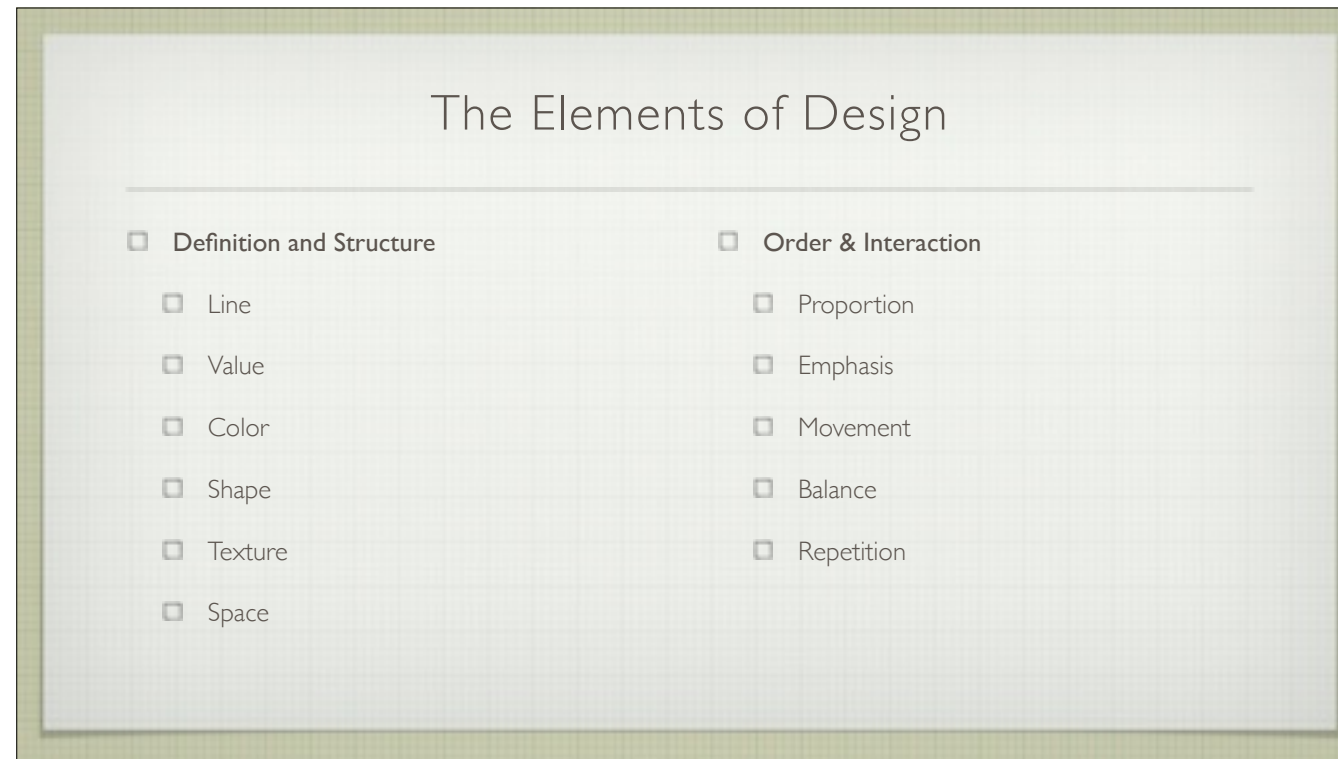 The Elements of Design
Definition and Structure
Line
Value
Color
Shape
Texture
Space
Order & Interaction
Proportion
Emphasis
Movement
Balance
Repetition